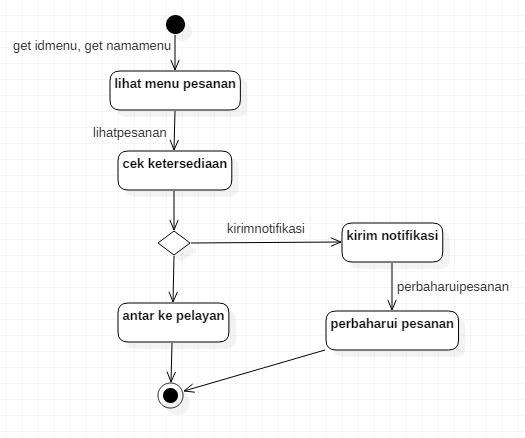 get idmenu, get namamenu
lihat menu pesanan
lihatpesanan
cek ketersediaan
kirimnotifikasi
kirim notifikasi
perbaharuipesanan
antar ke pelayan
perbaharui pesanan